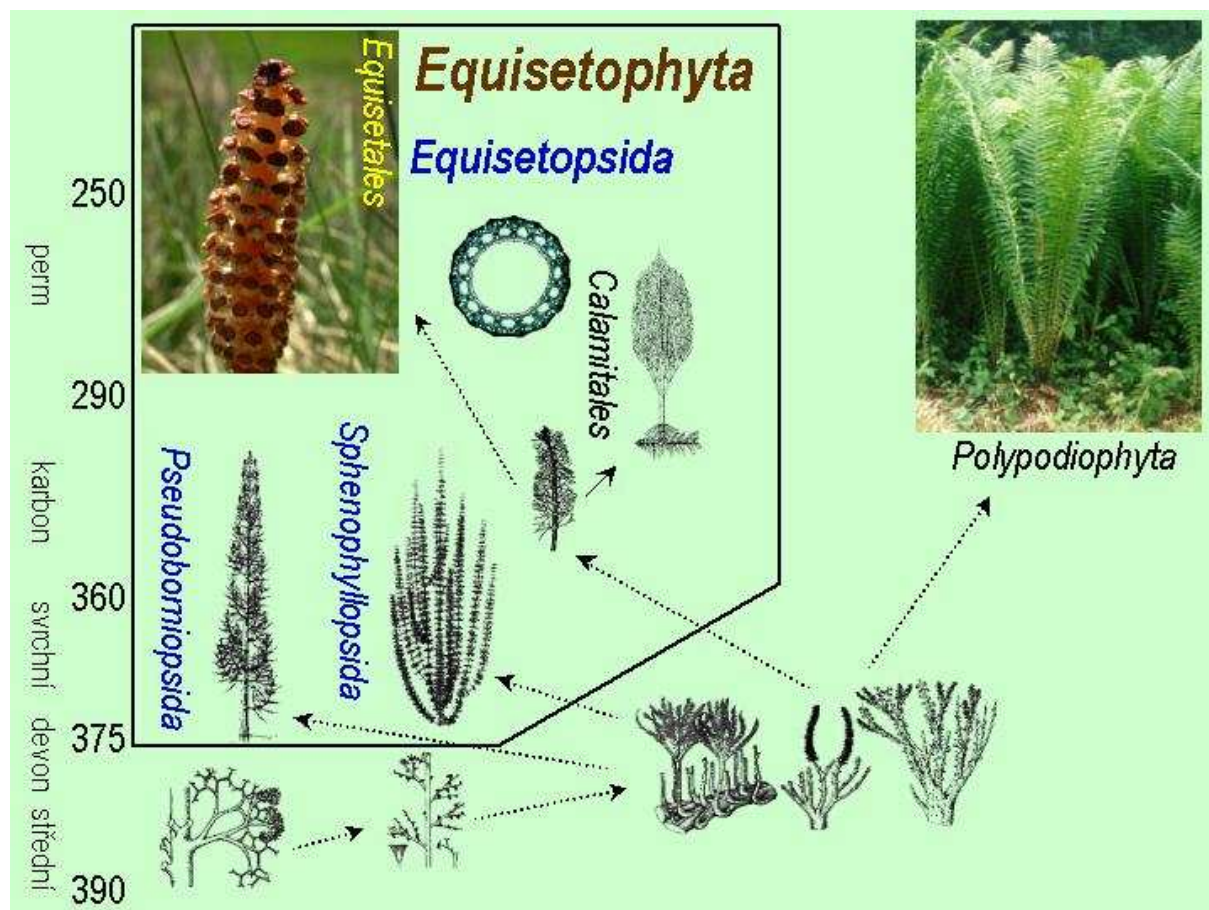 Equisetophyta
Equisetopsida
Equisetales
Calamitales
Polypodiophyta
Sphenophyllopsida
Pseudoborniopsida
250
290
360
375
390
perm
karbon
svrchní
devon
střední